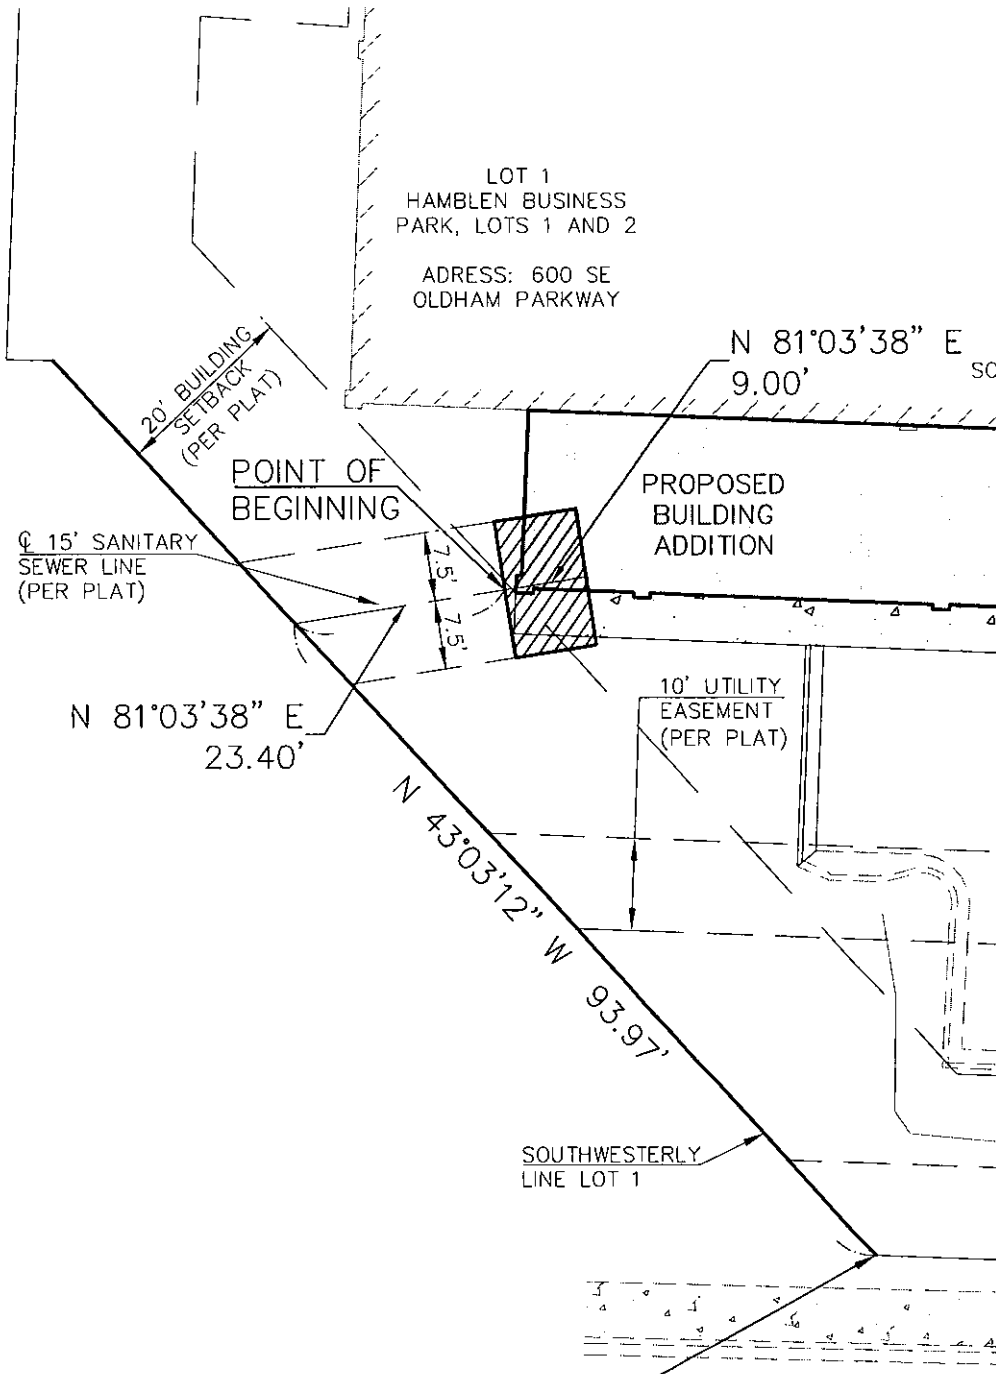 LOT 1
HAMBLEN BUSINESS
PARK, LOTS 1 AND 2
ADRESS: 600 SE
OLDHAM PARKWAY
N 81°03'38" E
9.00'
SO
20' BUILDING
SETBACK
(PER PLAT)
POINT OF
BEGINNING
PROPOSED
BUILDING
ADDITION
℄ 15' SANITARY
SEWER LINE
(PER PLAT)
7.5'
7.5'
N 81°03'38" E
23.40'
10' UTILITY
EASEMENT
(PER PLAT)
N 43°03'12" W 93.97'
SOUTHWESTERLY
LINE LOT 1